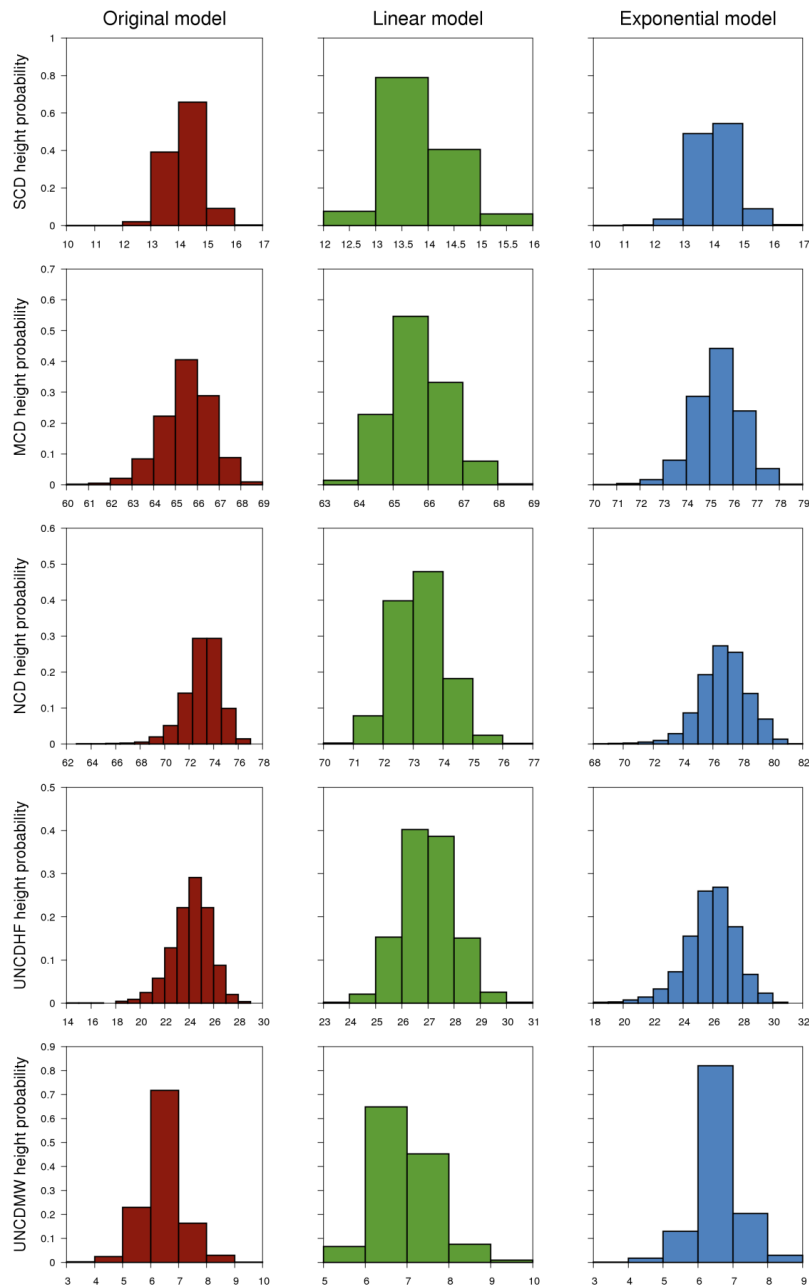 Original model Linear model Exponential model
SCD height probability
1
0.8
0.6
0.4
0.2
0
10 11 12 13 14 15 16 17
12 12.5 13 13.5 14 14.5 15 15.5 16
10 11 12 13 14 15 16 17
MCD height probability
0.7
0.6
0.5
0.4
0.3
0.2
0.1
0
60 61 62 63 64 65 66 67 68 69
63 64 65 66 67 68 69
70 71 72 73 74 75 76 77 78 79
NCD height probability
0.6
0.5
0.4
0.3
0.2
0.1
0
62 64 66 68 70 72 74 76 78
70 71 72 73 74 75 76 77
68 70 72 74 76 78 80 82
UNCDHF height probability
0.5
0.4
0.3
0.2
0.1
0
14 16 18 20 22 24 26 28 30
23 24 25 26 27 28 29 30 31
18 20 22 24 26 28 30 32
UNCDMW height probability
0.9
0.8
0.7
0.6
0.5
0.4
0.3
0.2
0.1
0
3 4 5 6 7 8 9 10
5 6 7 8 9 10
3 4 5 6 7 8 9